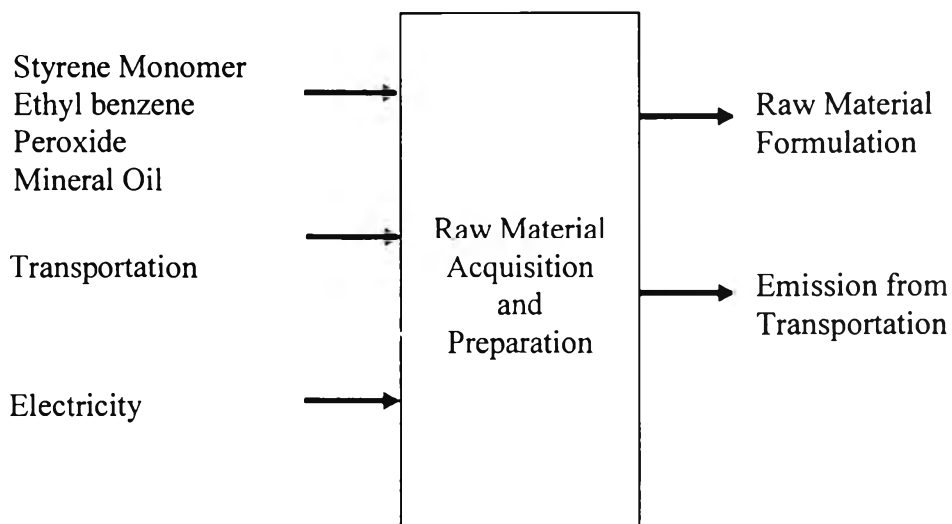 Styrene Monomer
Ethyl benzene
Peroxide
Mineral Oil
Transportation
Electricity
Raw Material
Acquisition
and
Preparation
Raw Material
Formulation
Emission from
Transportation